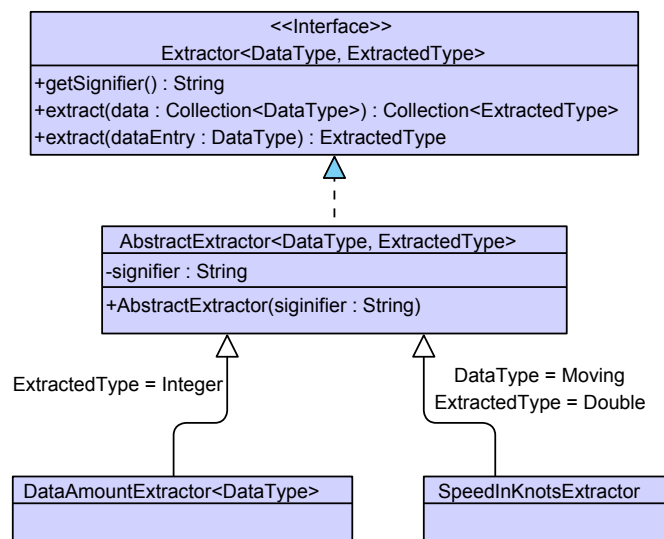 <<Interface>>
Extractor<DataType, ExtractedType>
+getSignifier() : String
+extract(data : Collection<DataType>) : Collection<ExtractedType>
+extract(dataEntry : DataType) : ExtractedType
AbstractExtractor<DataType, ExtractedType>
-signifier : String
+AbstractExtractor(siginifier : String)
ExtractedType = Integer
DataType = Moving
ExtractedType = Double
DataAmountExtractor<DataType>
SpeedInKnotsExtractor